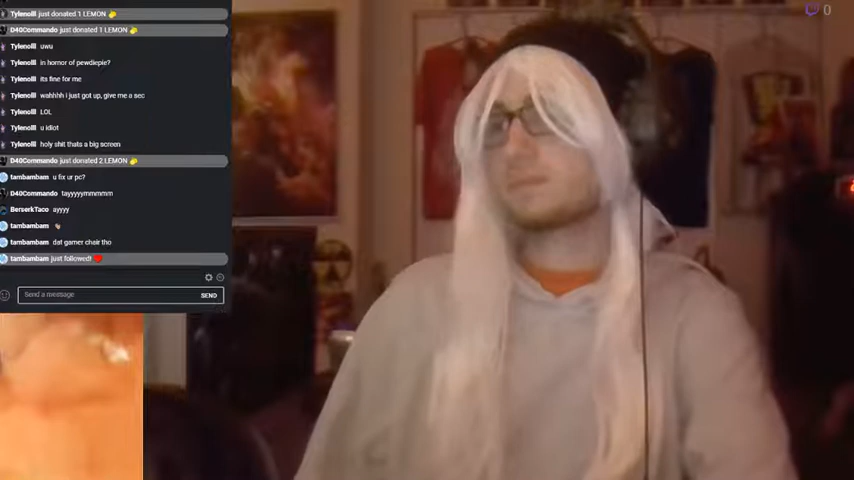 Tylenolll just donated 1 LEMON
D40Commando just donated 1 LEMON
Tylenolll uwu
Tylenolll in horror of pewdiepie?
Tylenolll its fine for me
Tylenolll wahhhh i just got up, give me a sec
Tylenolll LOL
Tylenolll u idiot
Tylenolll holy shit thats a big screen
D40Commando just donated 2 LEMON
tambambam u fix ur pc?
D40Commando tayyyyymmmmm
BerserkTaco ayyyy
tambambam
tambambam dat gamer chair tho
tambambam just followed!
Send a message
SEND
0